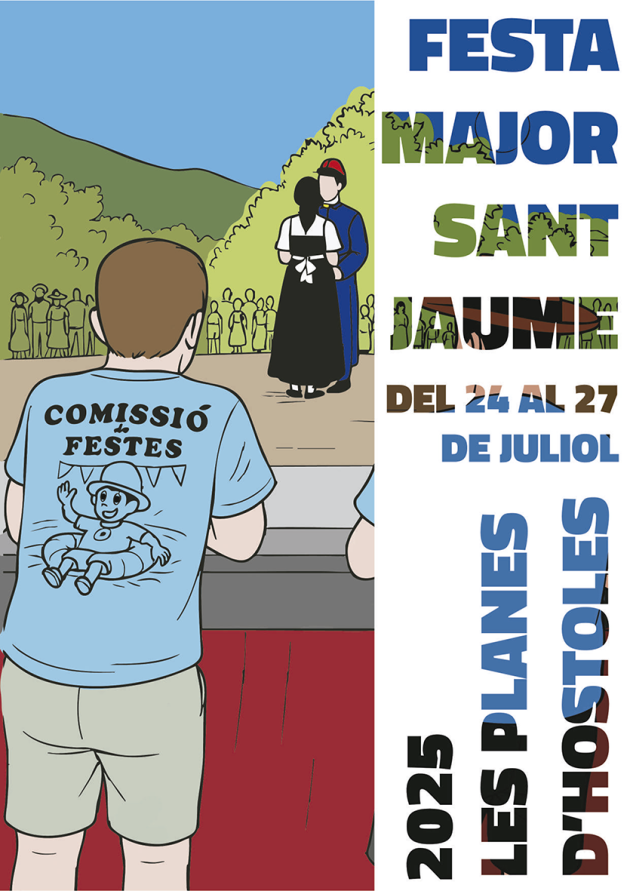 FESTA
MAJOR
SANT
JAUME
DEL 24 AL 27
DE JULIOL
2025
LES PLANES
D'HOSTOLES
COMISSIÓ
de
FESTES